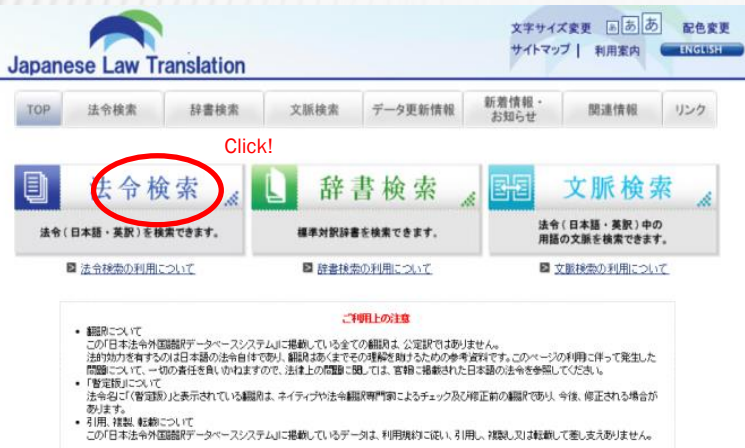 文字サイズ変更 あ あ あ 配色変更
Japanese Law Translation
サイトマップ | 利用案内 ENGLISH
TOP 法令検索 辞書検索 文脈検索 データ更新情報 新着情報・お知らせ 関連情報 リンク
Click!
法令検索 辞書検索 文脈検索
法令(日本語・英訳)を検索できます。
標準対訳辞書を検索できます。
法令(日本語・英訳)中の
用語の文脈を検索できます。
法令検索の利用について 辞書検索の利用について 文脈検索の利用について
ご利用上の注意
• 翻訳について
この「日本法令外国語訳データベースシステム」に掲載している全ての翻訳は、公定訳ではありません。
法的効力を有するのは日本語の法令自体であり、翻訳はあくまでその理解を助けるための参考資料です。このページの利用に伴って発生した
問題について、一切の責任を負いかねますので、法律上の問題に関しては、官報に掲載された日本語の法令を参照してください。
• 「暫定版」について
法令名に「(暫定版)」と表示されている翻訳は、ネイティブや法令翻訳専門家によるチェック及び修正前の翻訳であり、今後、修正される場合が
あります。
• 引用、複製、転載について
この「日本法令外国語訳データベースシステム」に掲載しているデータは、利用規約に従い、引用し、複製し、又は転載して差し支えありません。